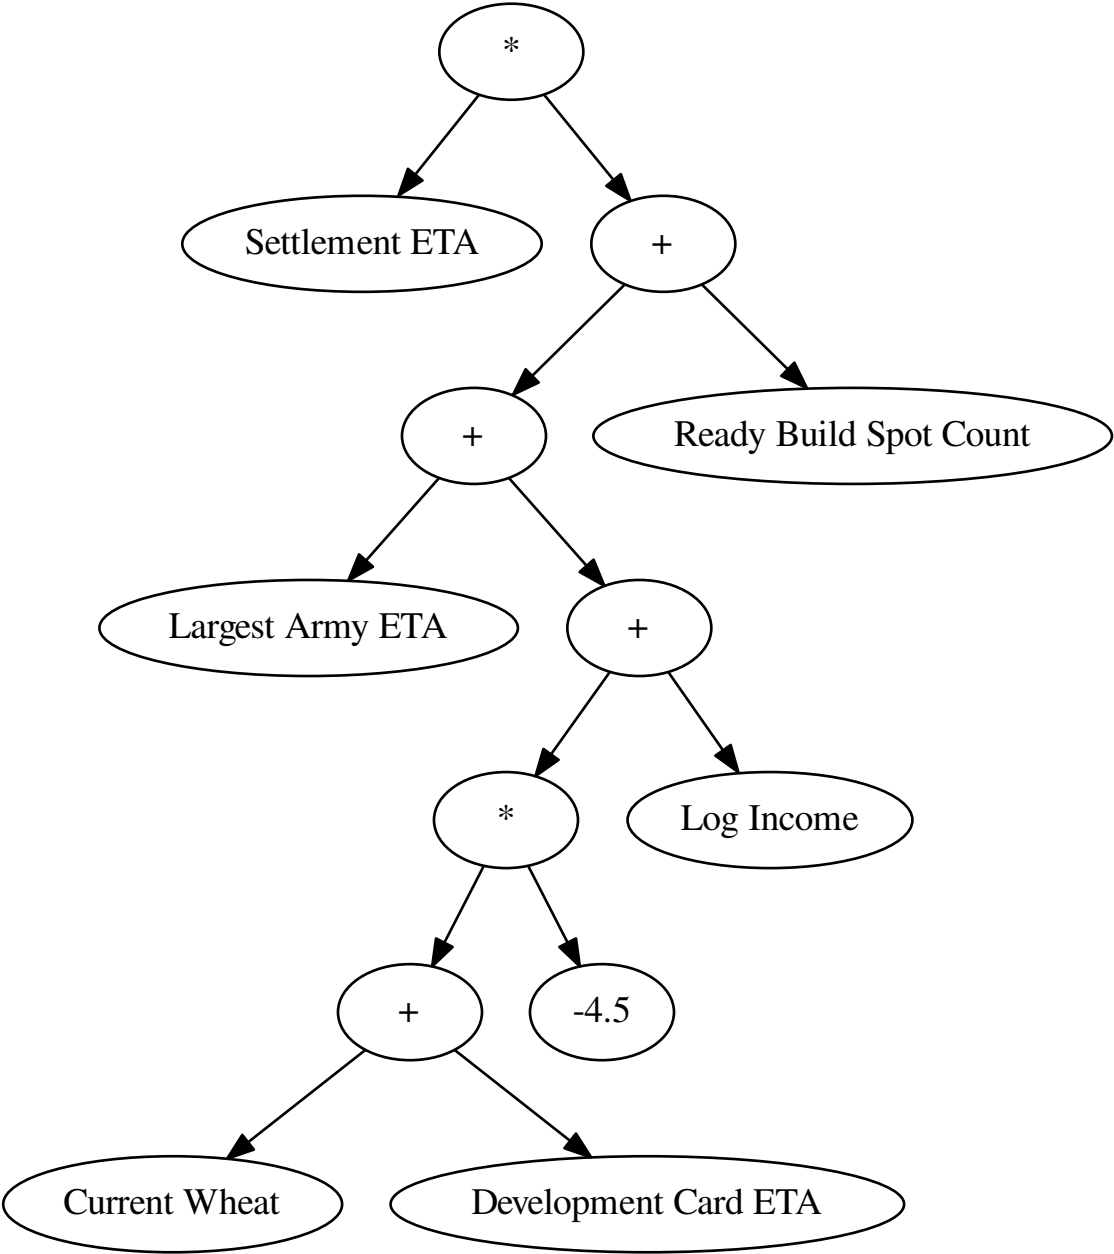 *
Settlement ETA
+
+
Ready Build Spot Count
Largest Army ETA
+
*
Log Income
+
-4.5
Current Wheat
Development Card ETA